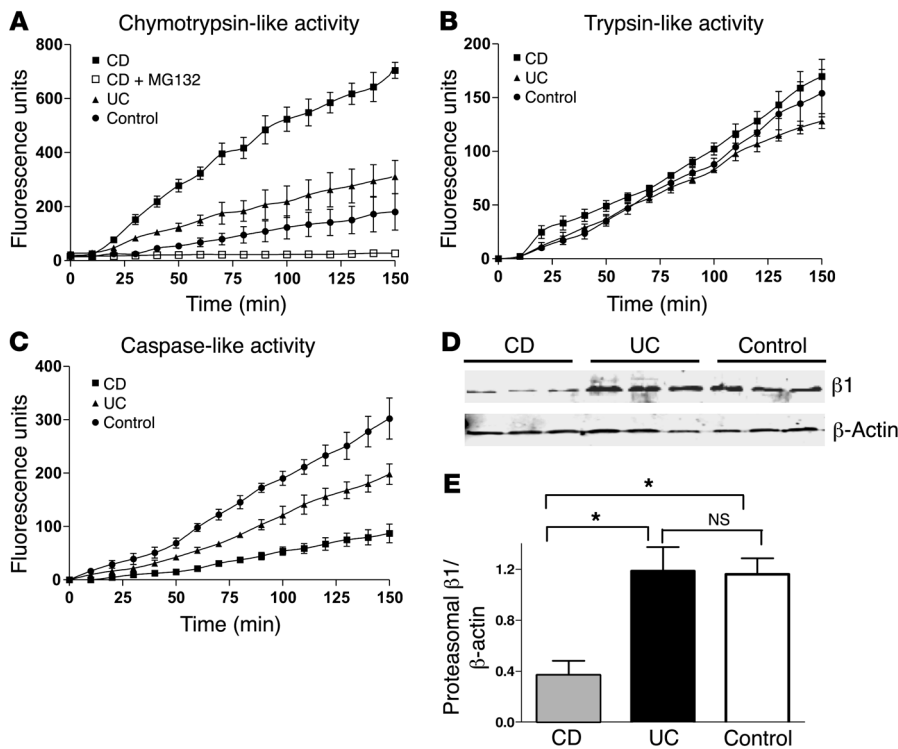 A
Chymotrypsin-like activity
800
600
400
200
0
Fluorescence units
CD
CD + MG132
UC
Control
0 25 50 75 100 125 150
Time (min)
B
Trypsin-like activity
200
150
100
50
0
Fluorescence units
CD
UC
Control
0 25 50 75 100 125 150
Time (min)
C
Caspase-like activity
400
300
200
100
0
Fluorescence units
CD
UC
Control
0 25 50 75 100 125 150
Time (min)
D
CD UC Control
β1
β-Actin
E
*
* NS
1.2
0.8
0.4
0.0
Proteasomal β1/
β-actin
CD UC Control